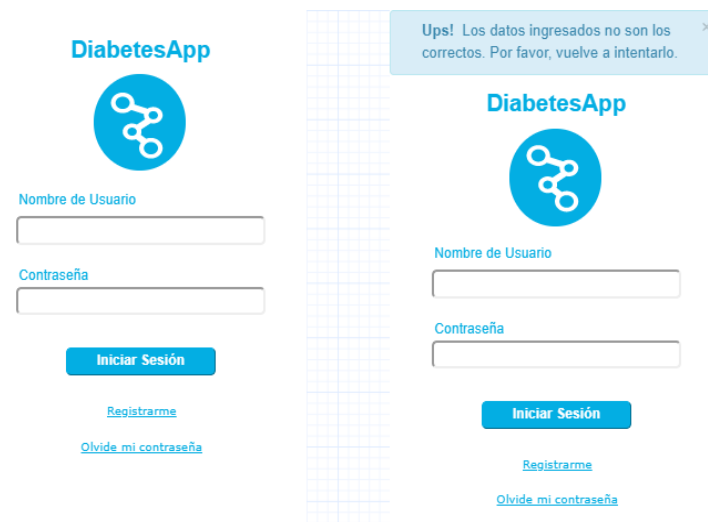 DiabetesApp
Nombre de Usuario
Contraseña
Iniciar Sesión
Registrarme
Olvide mi contraseña
Ups! Los datos ingresados no son los
correctos. Por favor, vuelve a intentarlo.
×
DiabetesApp
Nombre de Usuario
Contraseña
Iniciar Sesión
Registrarme
Olvide mi contraseña